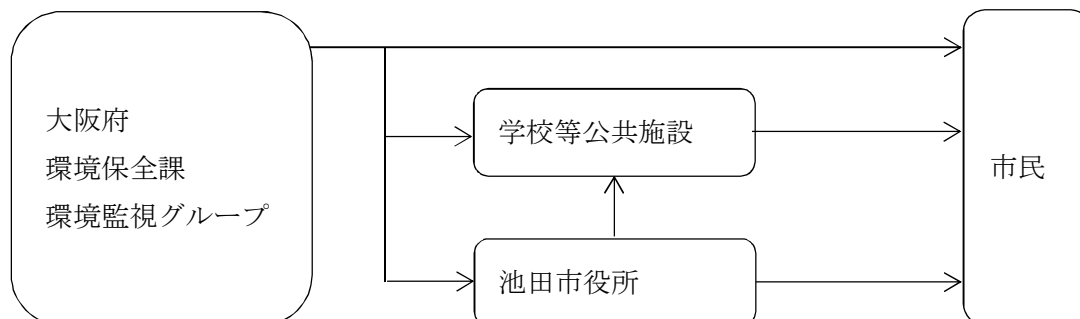 大阪府
環境保全課
環境監視グループ
学校等公共施設
池田市役所
市民